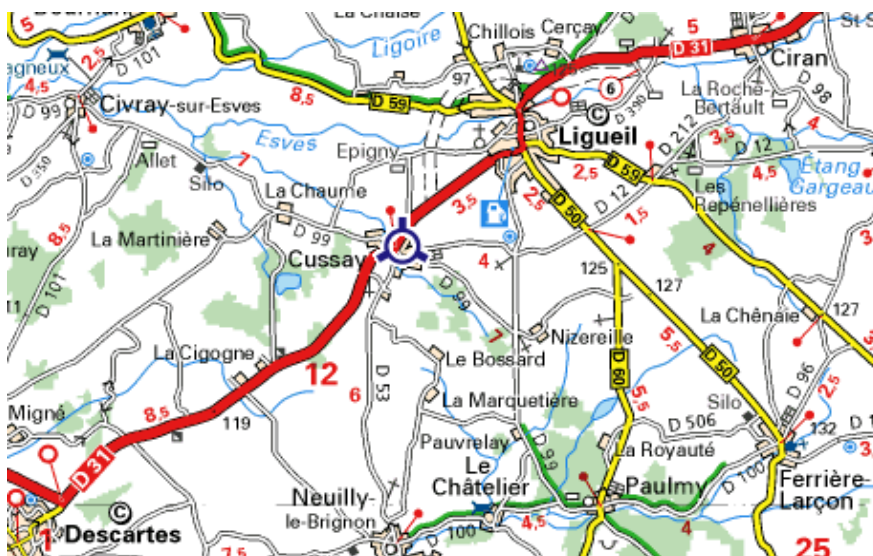 5
La Chaise
Ligoire
Chillois
Cerçay
5
D 31
St S
Ciran
D 101
2,5
agneux
4,5
D 99
Civray-sur-Esves
8,5
D 59
97
6
La Roche-
Bertault
D 98
D 390
Ligueil
D 212
3,5
4
D 12
Esves
Epigny
Allet
Silo
7
D 350
D 59
2,5
4,5
Étang
Gargeau
Les
Repénellières
La Chaume
D 99
3,5
2,5
D 50
D 12
1,5
8,5
La Martinière
Cussay
4
4
3
aray
D 101
11
D 99
125
127
La Chênaie
127
7
Nizereille
La Cigogne
12
Le Bossard
D 60
5,5
D 50
3
D 53
6
La Marquetière
5,5
D 96
2,5
Migné
8,5
119
Silo
D 506
132
Pauvrelay
D 99
La Royauté
D 31
Le
Châtelier
Paulmy
D 100
Ferrière-
Larçon
3
Neuilly-
le-Brignon
4,5
4
D 100
1
Descartes
7,5
25